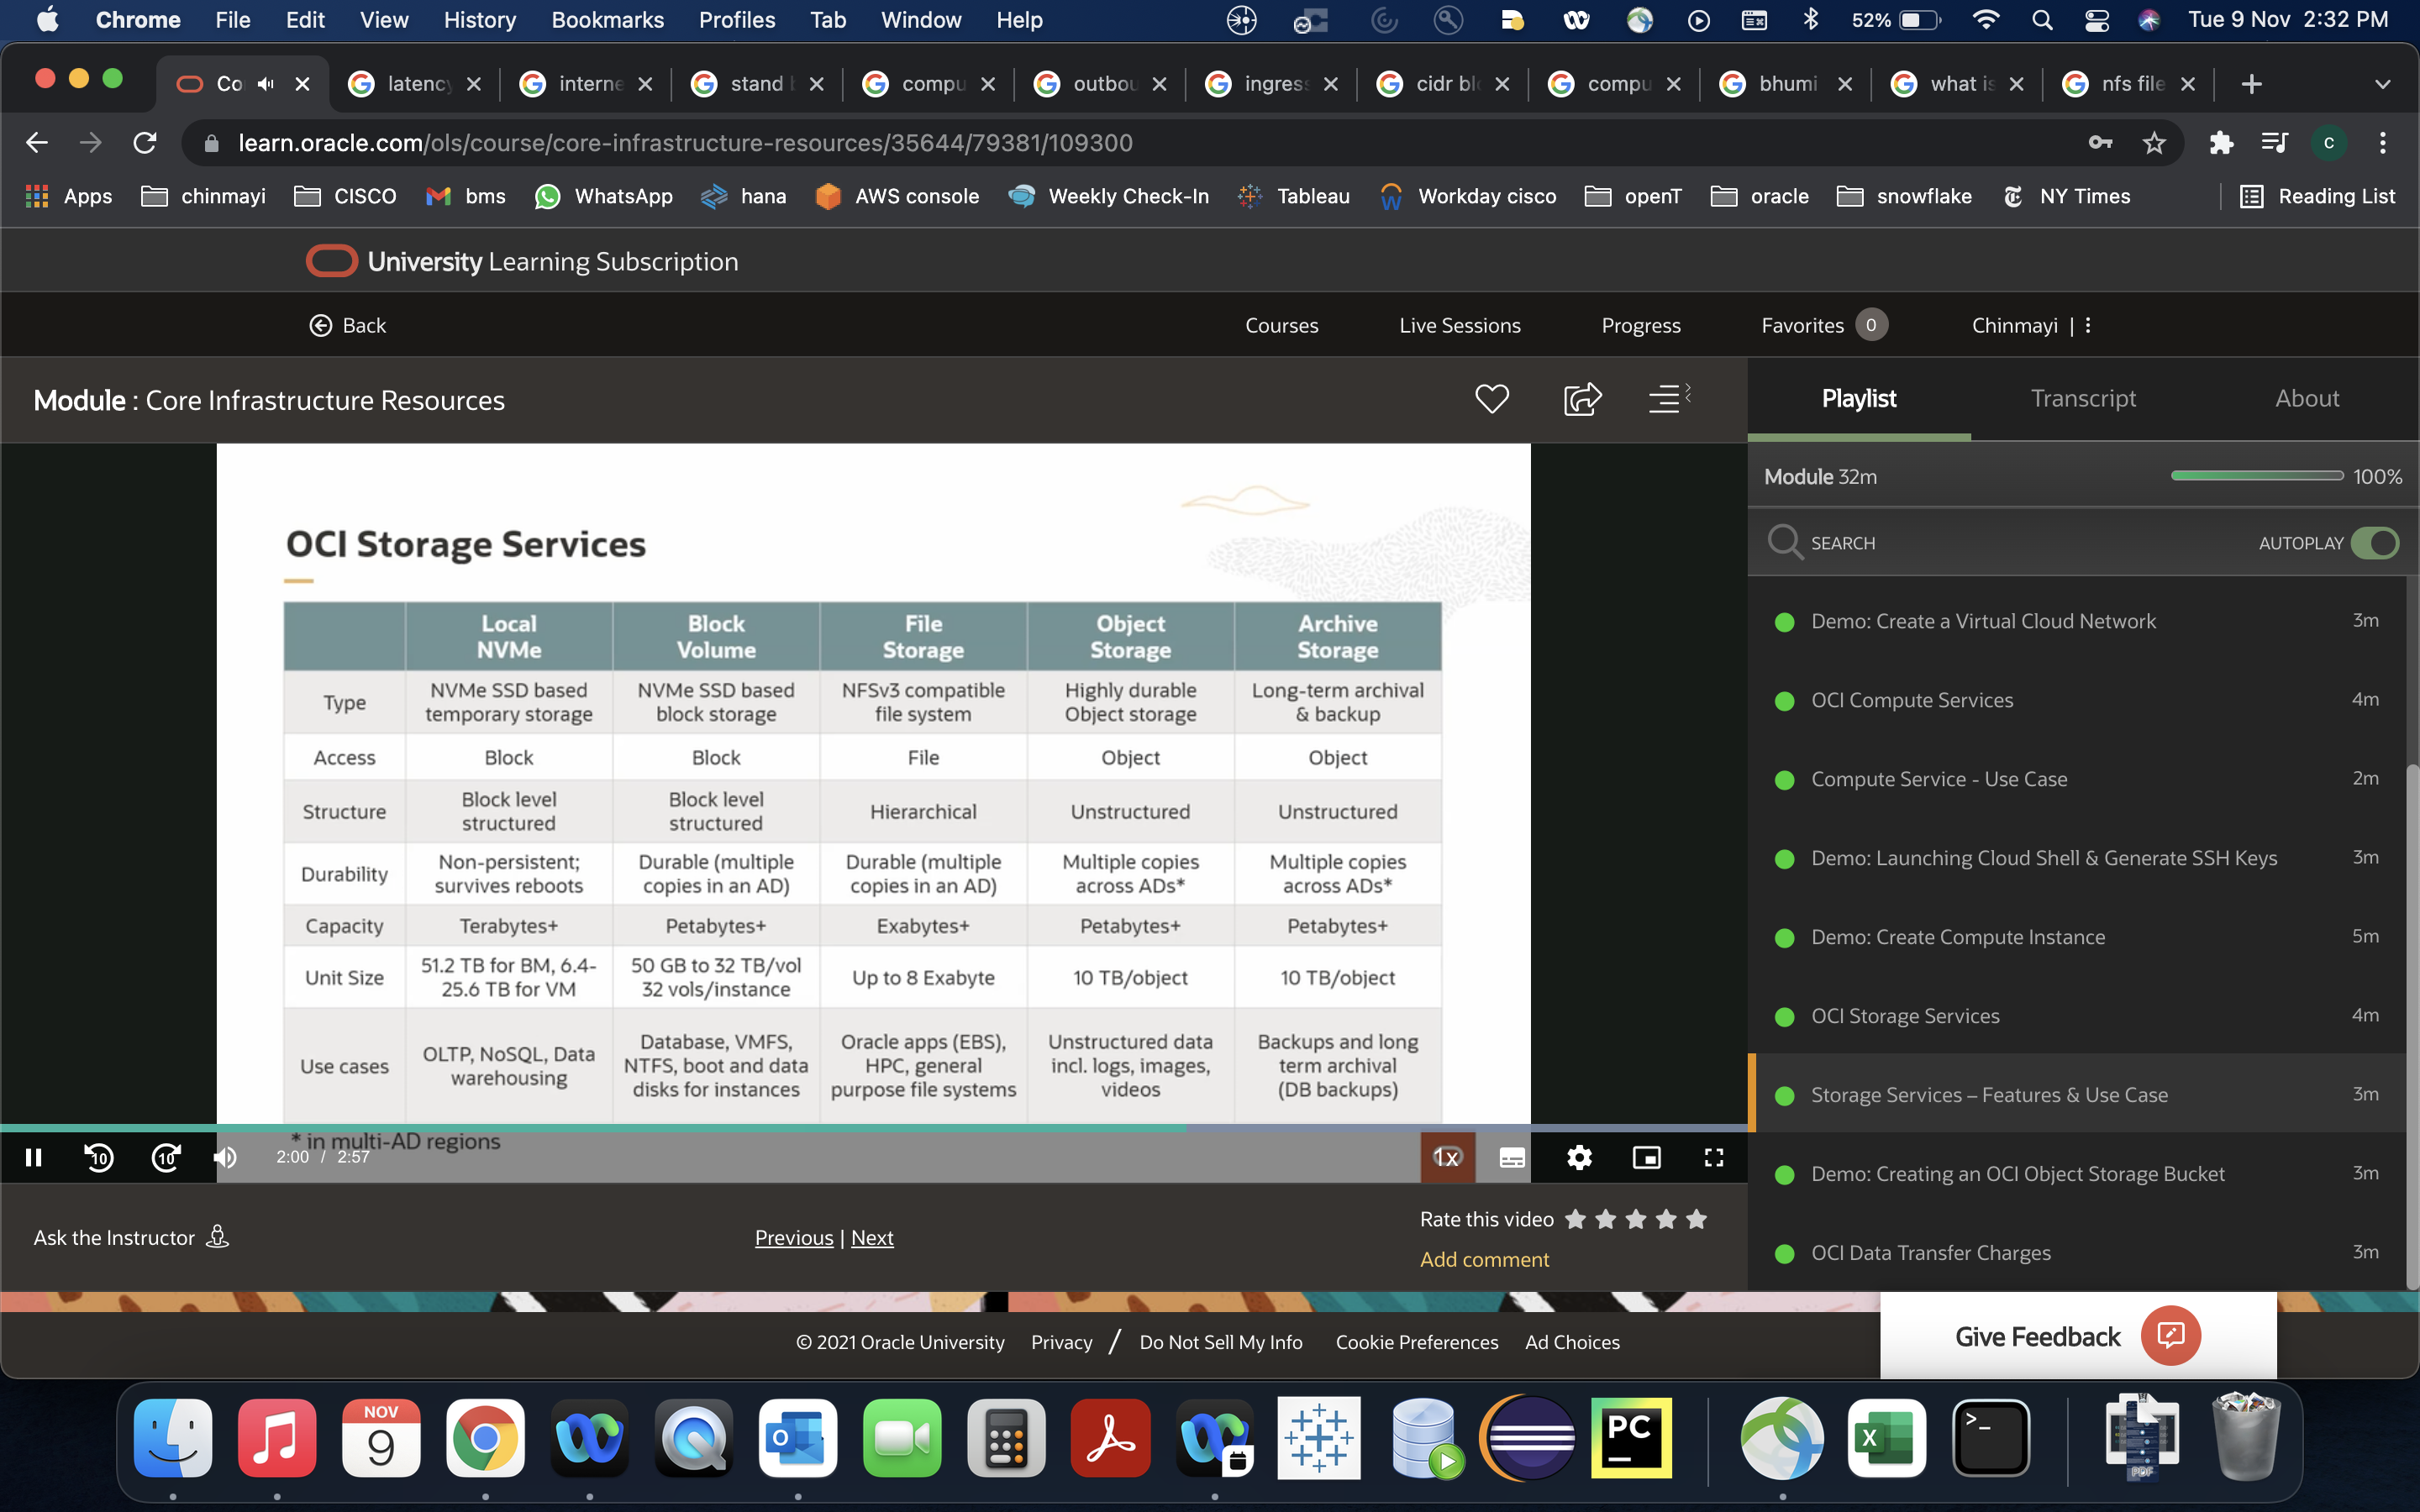 Chrome File Edit View History Bookmarks Profiles Tab Window Help 52% Tue 9 Nov 2:32 PM
Co latency interne stand compu outbou ingres cidr bl compu bhumi what is nfs file
learn.oracle.com/ols/course/core-infrastructure-resources/35644/79381/109300 C
Apps chinmayi CISCO bms WhatsApp hana AWS console Weekly Check-In Tableau Workday cisco openT oracle snowflake NY Times Reading List
University Learning Subscription
Back Courses Live Sessions Progress Favorites 0 Chinmayi |
Module : Core Infrastructure Resources
Playlist Transcript About
Module 32m 100%
SEARCH AUTOPLAY
Demo: Create a Virtual Cloud Network 3m
OCI Compute Services 4m
Compute Service - Use Case 2m
Demo: Launching Cloud Shell & Generate SSH Keys 3m
Demo: Create Compute Instance 5m
OCI Storage Services 4m
Storage Services – Features & Use Case 3m
Demo: Creating an OCI Object Storage Bucket 3m
OCI Data Transfer Charges 3m
OCI Storage Services
Local Block File Object Archive
NVMe Volume Storage Storage Storage
Type NVMe SSD based NVMe SSD based NFSv3 compatible Highly durable Long-term archival
temporary storage block storage file system Object storage & backup
Access Block Block File Object Object
Structure Block level Block level Hierarchical Unstructured Unstructured
structured structured
Durability Non-persistent; Durable (multiple Durable (multiple Multiple copies Multiple copies
survives reboots copies in an AD) copies in an AD) across ADs* across ADs*
Capacity Terabytes+ Petabytes+ Exabytes+ Petabytes+ Petabytes+
Unit Size 51.2 TB for BM, 6.4- 50 GB to 32 TB/vol Up to 8 Exabyte 10 TB/object 10 TB/object
25.6 TB for VM 32 vols/instance
Use cases OLTP, NoSQL, Data Database, VMFS, Oracle apps (EBS), Unstructured data Backups and long
warehousing NTFS, boot and data HPC, general incl. logs, images, term archival
disks for instances purpose file systems videos (DB backups)
* in multi-AD regions
10 10 2:00 / 2:57 1x
Ask the Instructor Previous | Next Rate this video
Add comment
© 2021 Oracle University Privacy / Do Not Sell My Info Cookie Preferences Ad Choices
Give Feedback
NOV
9
PC
PDF